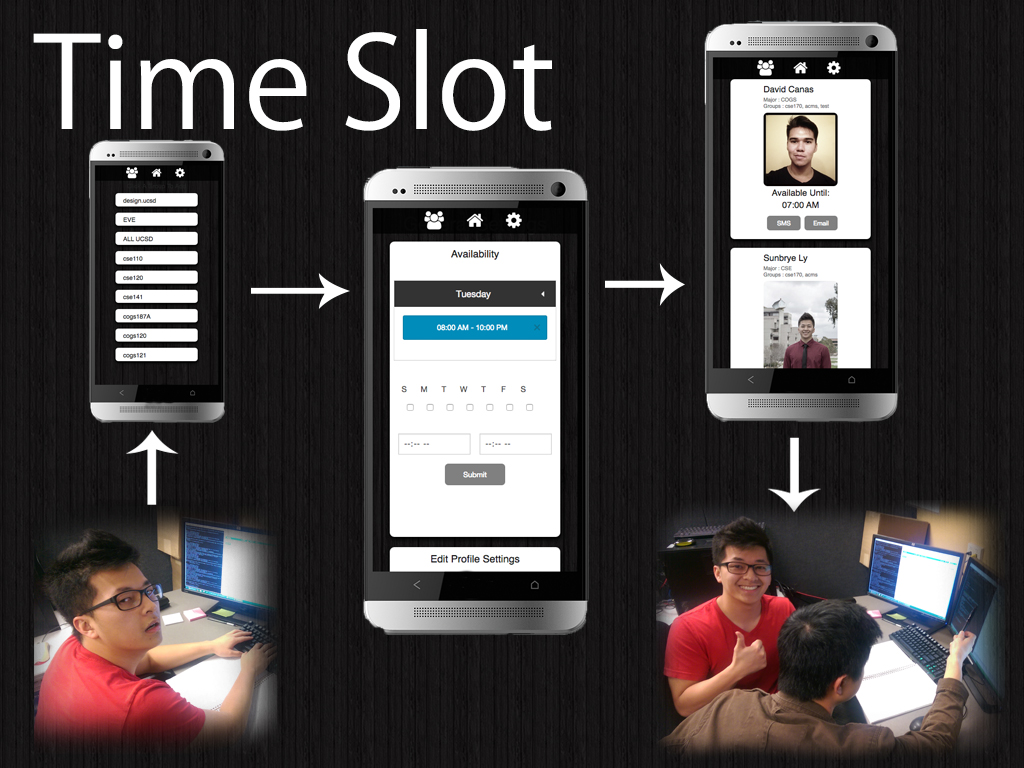 Time Slot
design.ucsd
EVE
ALL UCSD
cse110
cse120
cse141
cogs187A
cogs120
cogs121
Availability
Tuesday
08:00 AM - 10:00 PM
S M T W T F S
--:-- -- --:-- --
Submit
Edit Profile Settings
David Canas
Major : COGS
Groups : cse170, acms, test
Available Until:
07:00 AM
SMS Email
Sunbrye Ly
Major : CSE
Groups : cse170, acms